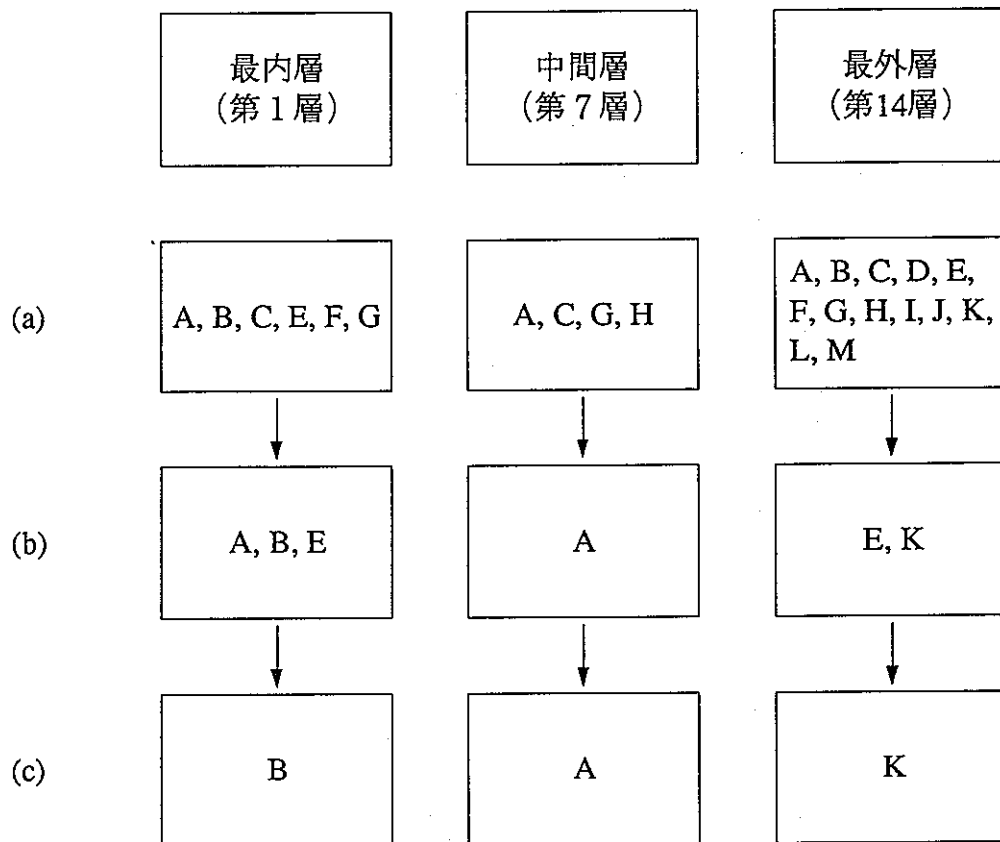 最内層
(第1層)
中間層
(第7層)
最外層
(第14層)
(a)
A, B, C, E, F, G
A, C, G, H
A, B, C, D, E,
F, G, H, I, J, K,
L, M
(b)
A, B, E
A
E, K
(c)
B
A
K